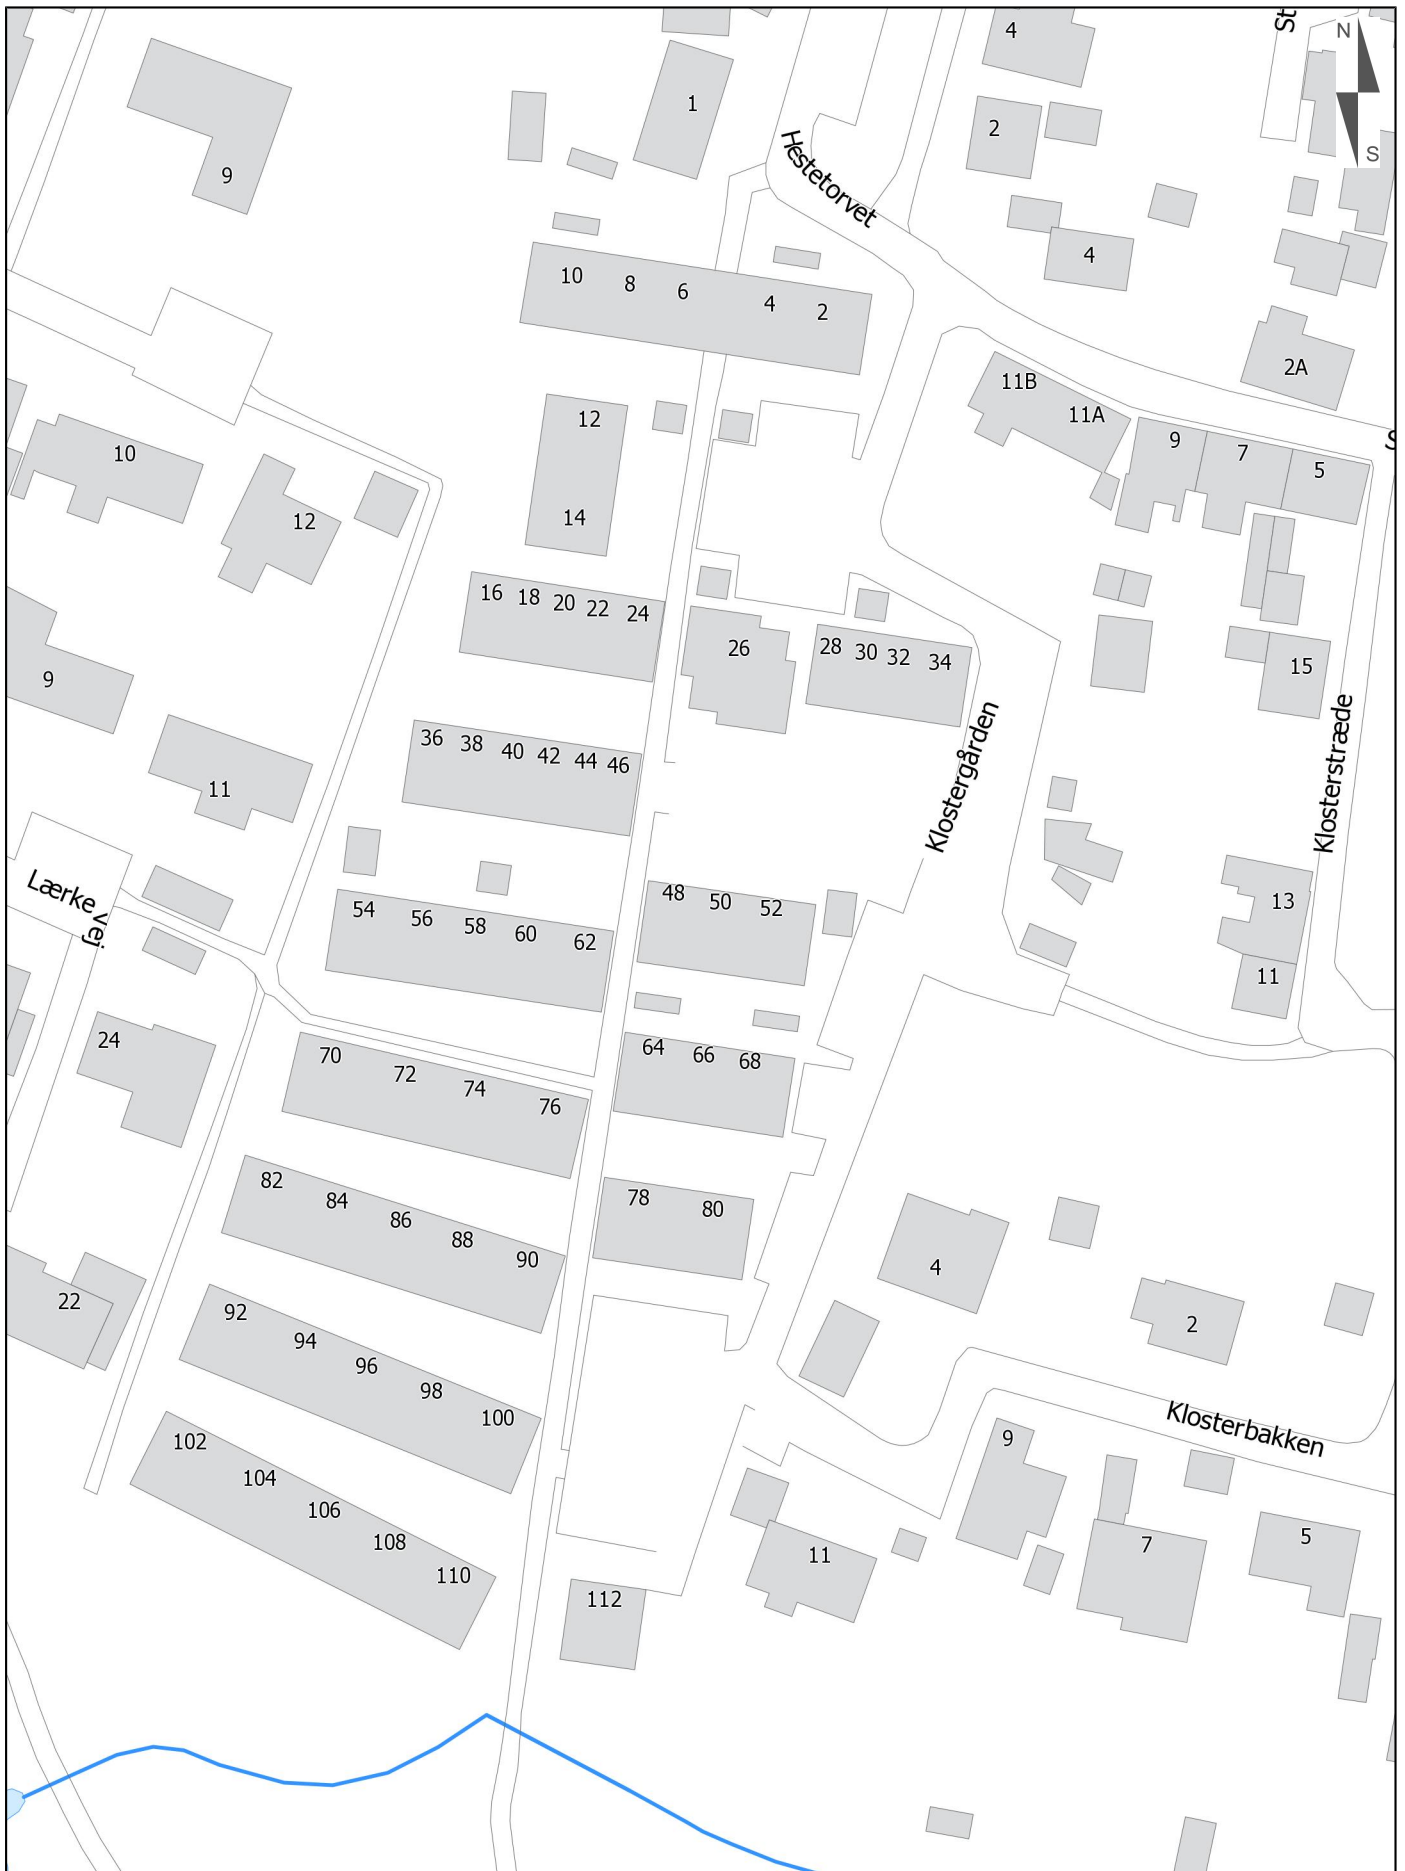 4
St
N
1
2
Hestetorvet
S
9
4
10 8 6 4 2
2A
11B
12
11A
9
7
5
S
10
14
12
16 18 20 22 24
26
28 30 32 34
15
9
Klostergården
Klosterstræde
36 38 40 42 44 46
11
Lærke vej
48 50 52
13
54 56 58 60 62
11
24
70 72 74 76
64 66 68
82 84 86 88 90
78 80
4
22
92 94 96 98 100
2
Klosterbakken
102 104 106 108 110
9
7
5
11
112